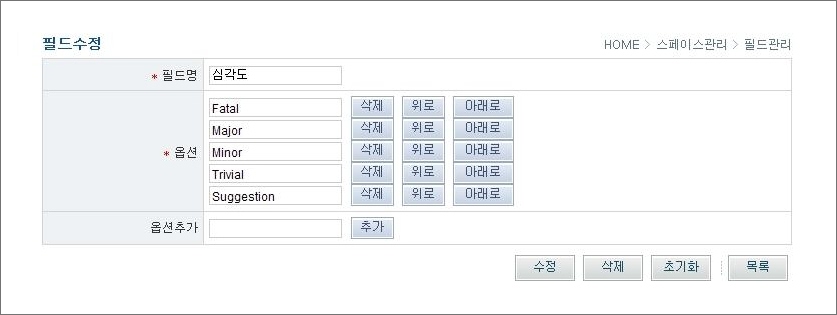 필드수정
HOME > 스페이스관리 > 필드관리
* 필드명 심각도
Fatal 삭제 위로 아래로
Major 삭제 위로 아래로
* 옵션 Minor 삭제 위로 아래로
Trivial 삭제 위로 아래로
Suggestion 삭제 위로 아래로
옵션추가 추가
수정 삭제 초기화 목록